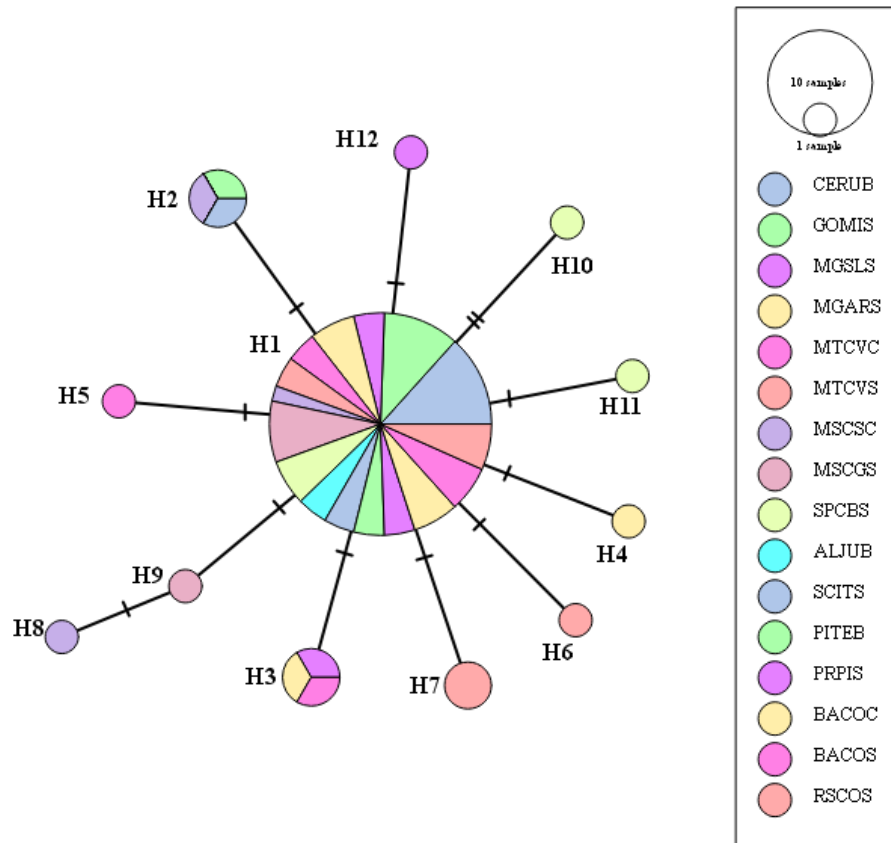 H12
H2
H10
H1
H5
H11
H4
H9
H8
H6
H3
H7
10 samples
1 sample
CERUB
GOMIS
MGSLS
MGARS
MTCVC
MTCVS
MSCSC
MSCGS
SPCBS
ALJUB
SCITS
PITEB
PRPIS
BACOC
BACOS
RSCOS